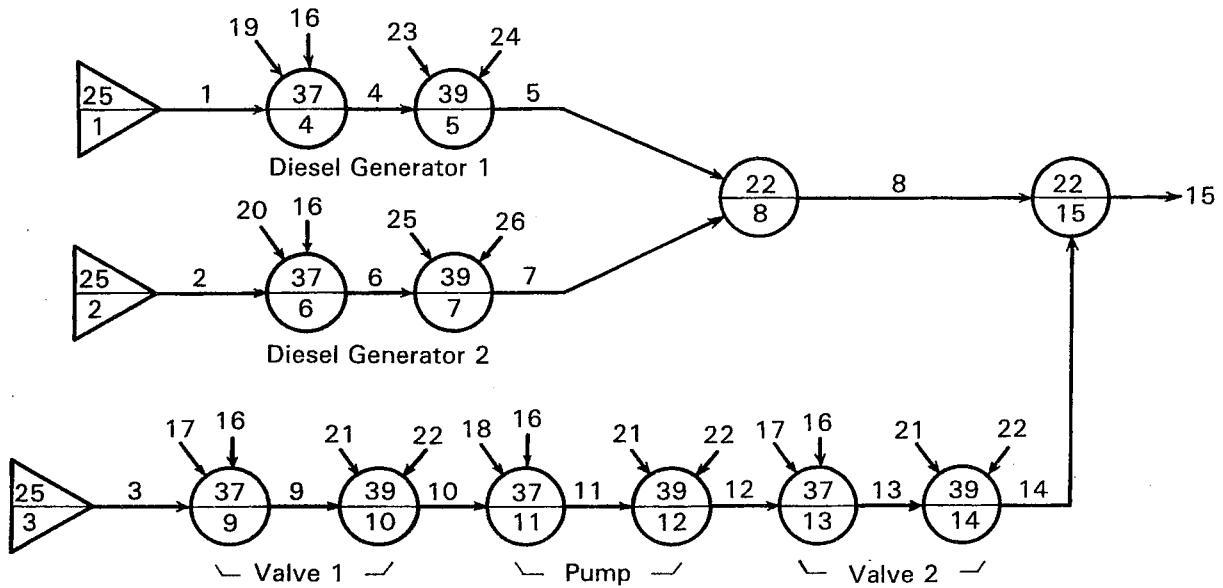 19 16 23 24
25 1 37 4 39 5
1 4 5
Diesel Generator 1
22 8 22 15
8 15
20 16 25 26
25 2 37 6 39 7
2 6 7
Diesel Generator 2
17 16 21 22 18 16 21 22 17 16 21 22
25 3 37 9 39 10 37 11 39 12 37 13 39 14
3 9 10 11 12 13 14
Valve 1 Pump Valve 2